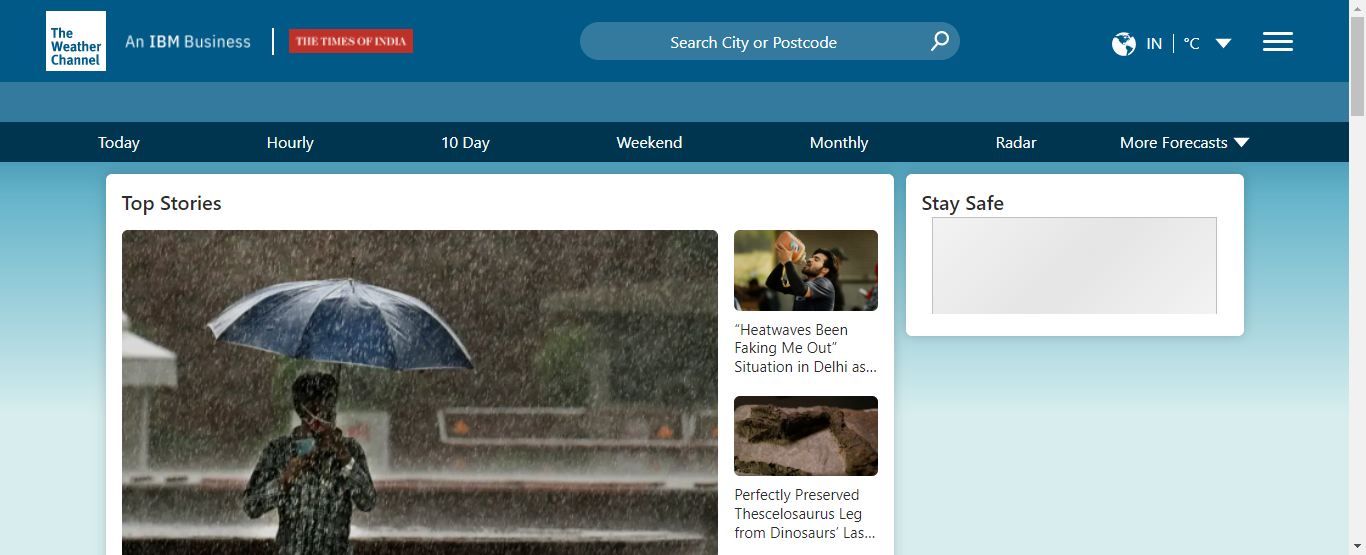 The
Weather
Channel
An IBM Business
THE TIMES OF INDIA
Search City or Postcode
IN
°C
Today
Hourly
10 Day
Weekend
Monthly
Radar
More Forecasts
Top Stories
“Heatwaves Been
Faking Me Out”
Situation in Delhi as...
Perfectly Preserved
Thescelosaurus Leg
from Dinosaurs’ Las...
Stay Safe